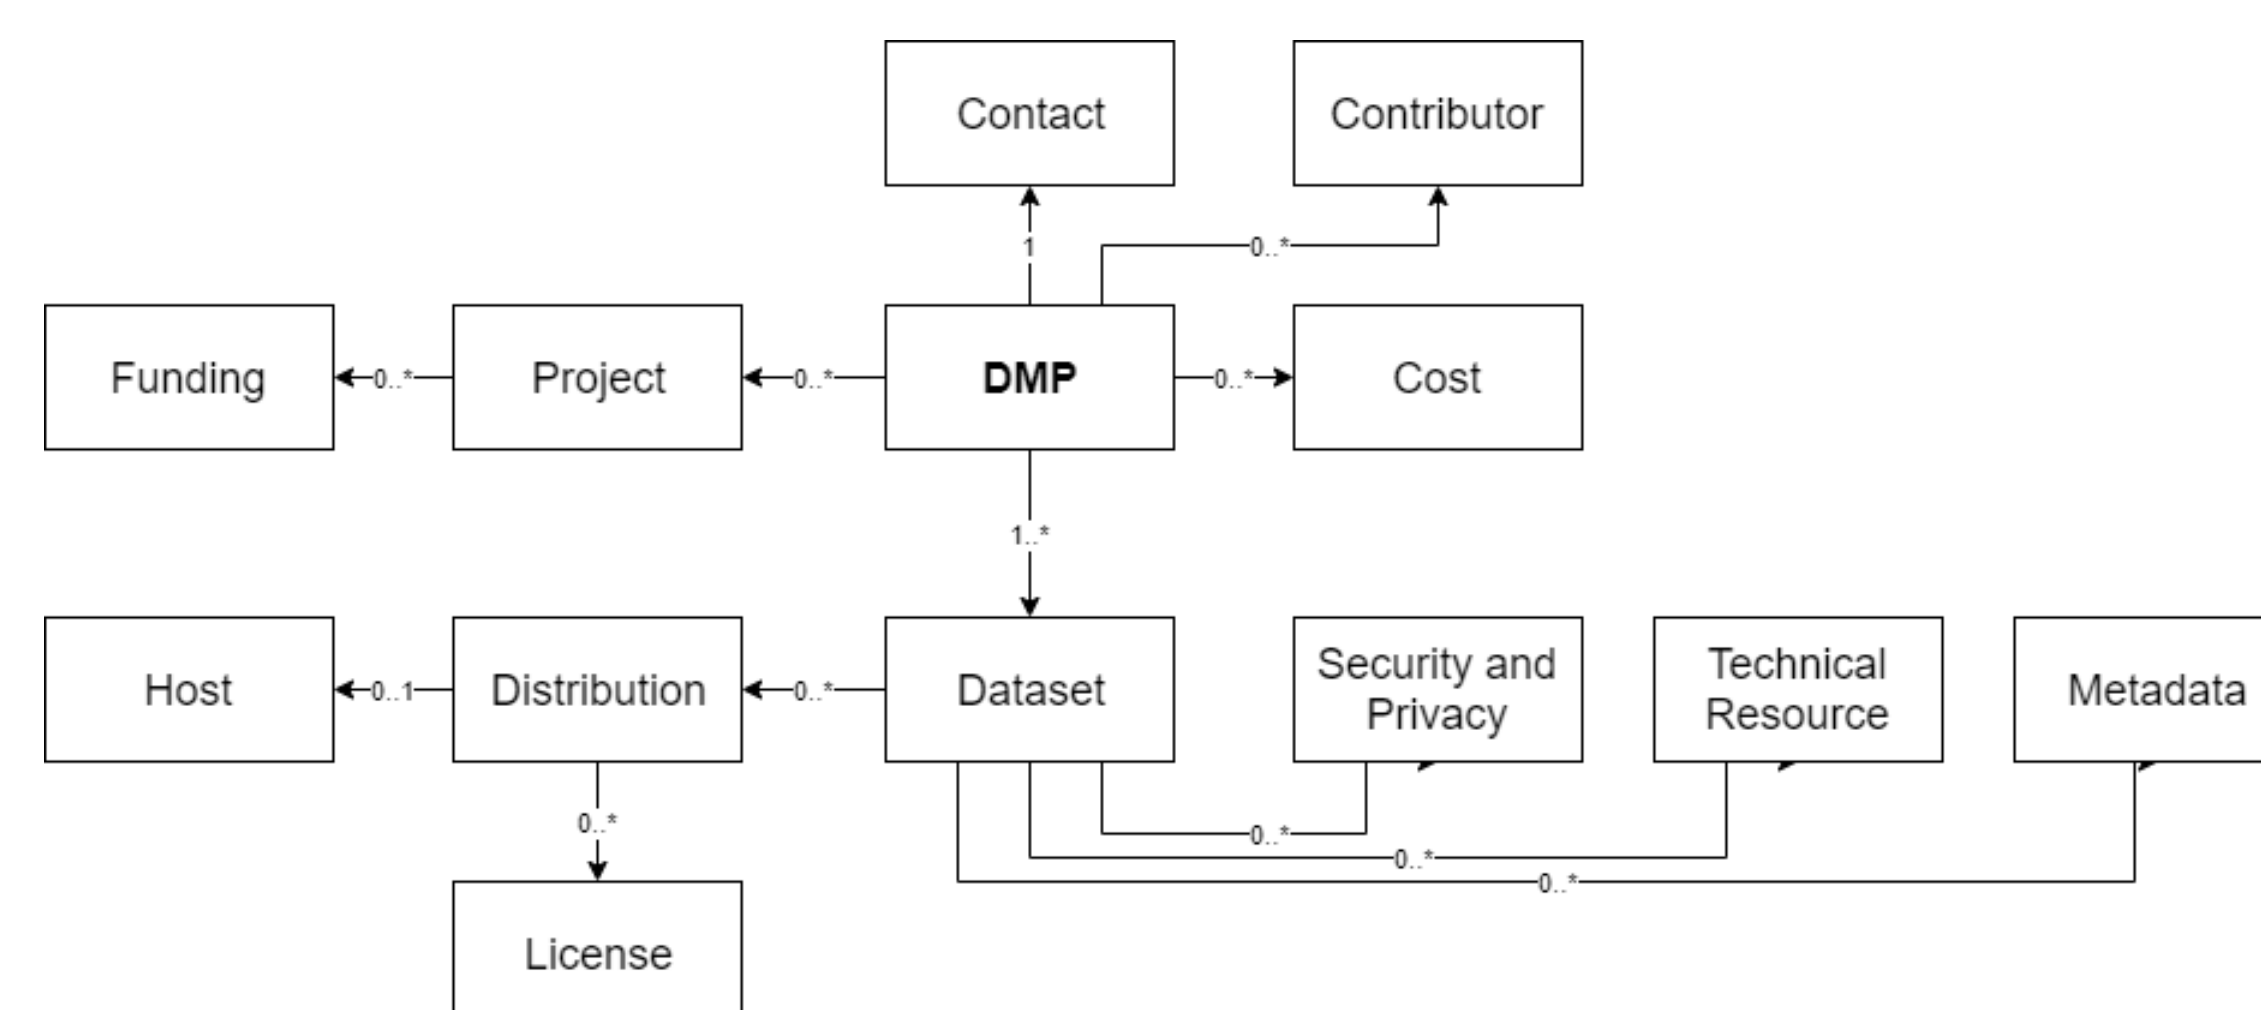 Contact
Contributor
1
0..*
Funding
0..*
Project
0..*
DMP
0..*
Cost
1..*
Host
0..1
Distribution
0..*
Dataset
Security and
Privacy
Technical
Resource
Metadata
0..*
0..*
0..*
0..*
License